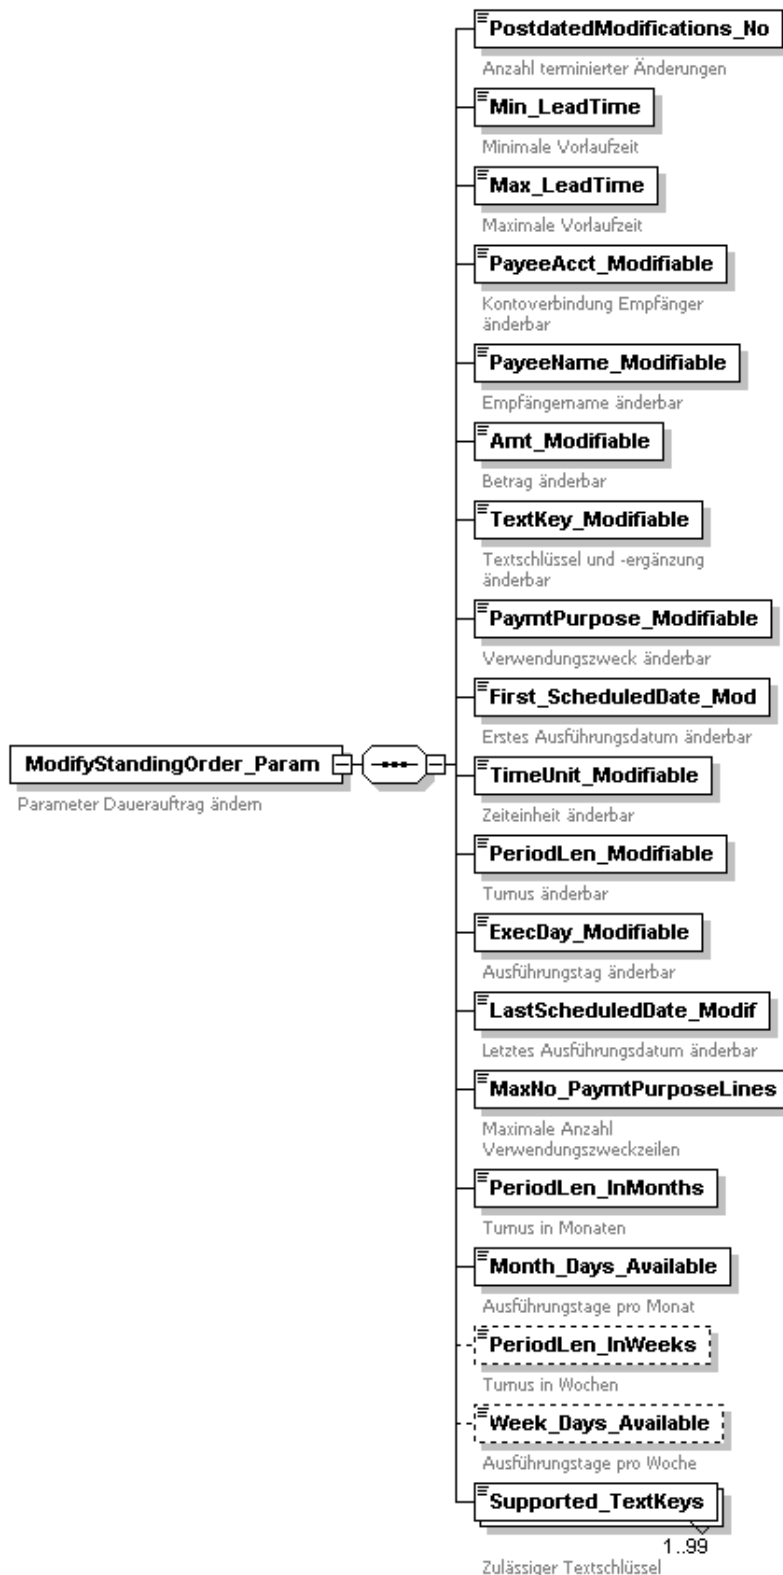 PostdatedModifications_No
Anzahl terminierter Änderungen
Min_LeadTime
Minimale Vorlaufzeit
Max_LeadTime
Maximale Vorlaufzeit
PayeeAcct_Modifiable
Kontoverbindung Empfänger
änderbar
PayeeName_Modifiable
Empfängername änderbar
Amt_Modifiable
Betrag änderbar
TextKey_Modifiable
Textschlüssel und -ergänzung
änderbar
PaymtPurpose_Modifiable
Verwendungszweck änderbar
First_ScheduledDate_Mod
Erstes Ausführungsdatum änderbar
ModifyStandingOrder_Param
Parameter Dauerauftrag ändern
TimeUnit_Modifiable
Zeiteinheit änderbar
PeriodLen_Modifiable
Turnus änderbar
ExecDay_Modifiable
Ausführungstag änderbar
LastScheduledDate_Modif
Letztes Ausführungsdatum änderbar
MaxNo_PaymtPurposeLines
Maximale Anzahl
Verwendungszweckzeilen
PeriodLen_InMonths
Turnus in Monaten
Month_Days_Available
Ausführungstage pro Monat
PeriodLen_InWeeks
Turnus in Wochen
Week_Days_Available
Ausführungstage pro Woche
Supported_TextKeys
1..99
Zulässiger Textschlüssel